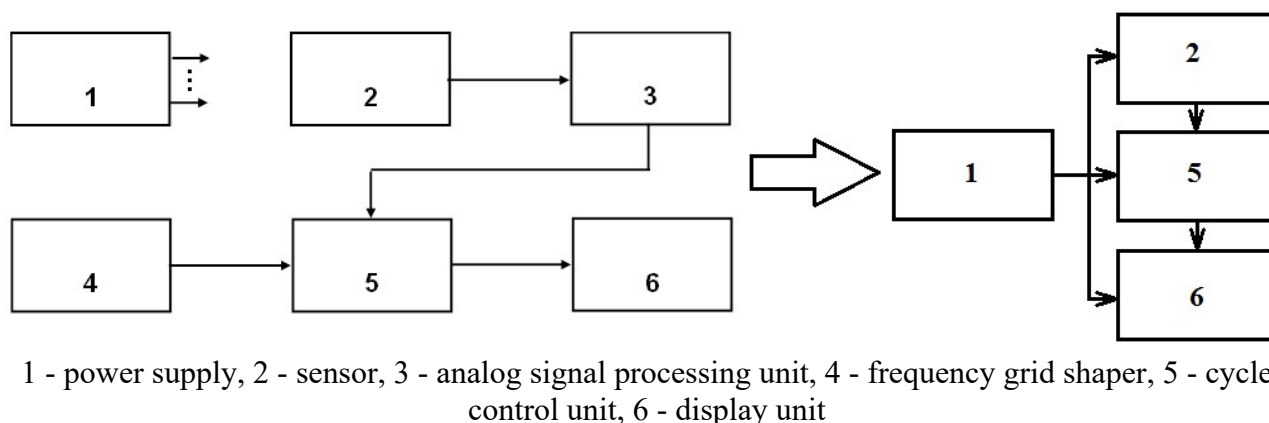 1 2 3
4 5 6
1
2
5
6
1 - power supply, 2 - sensor, 3 - analog signal processing unit, 4 - frequency grid shaper, 5 - cycle
control unit, 6 - display unit